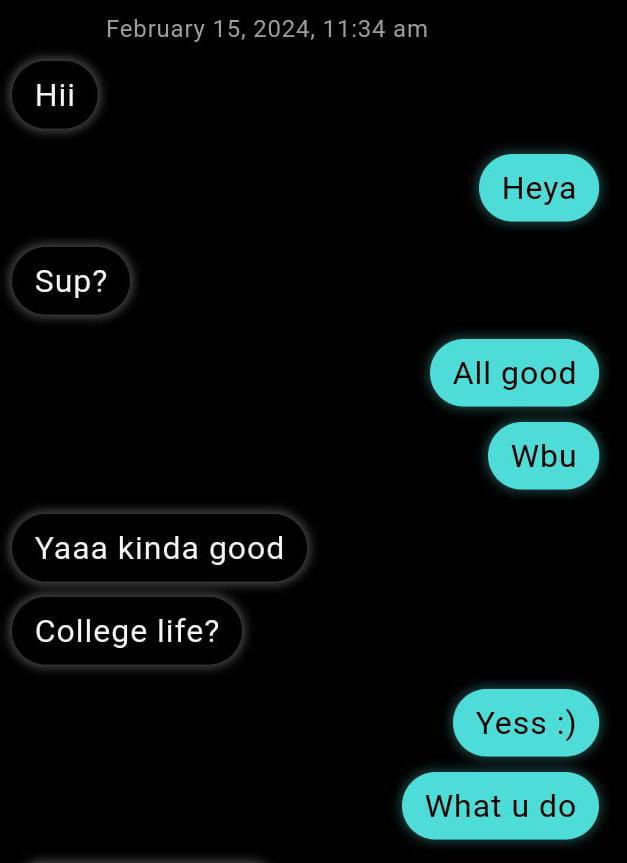 February 15, 2024, 11:34 am
Hii
Heya
Sup?
All good
Wbu
Yaaa kinda good
College life?
Yess :)
What u do